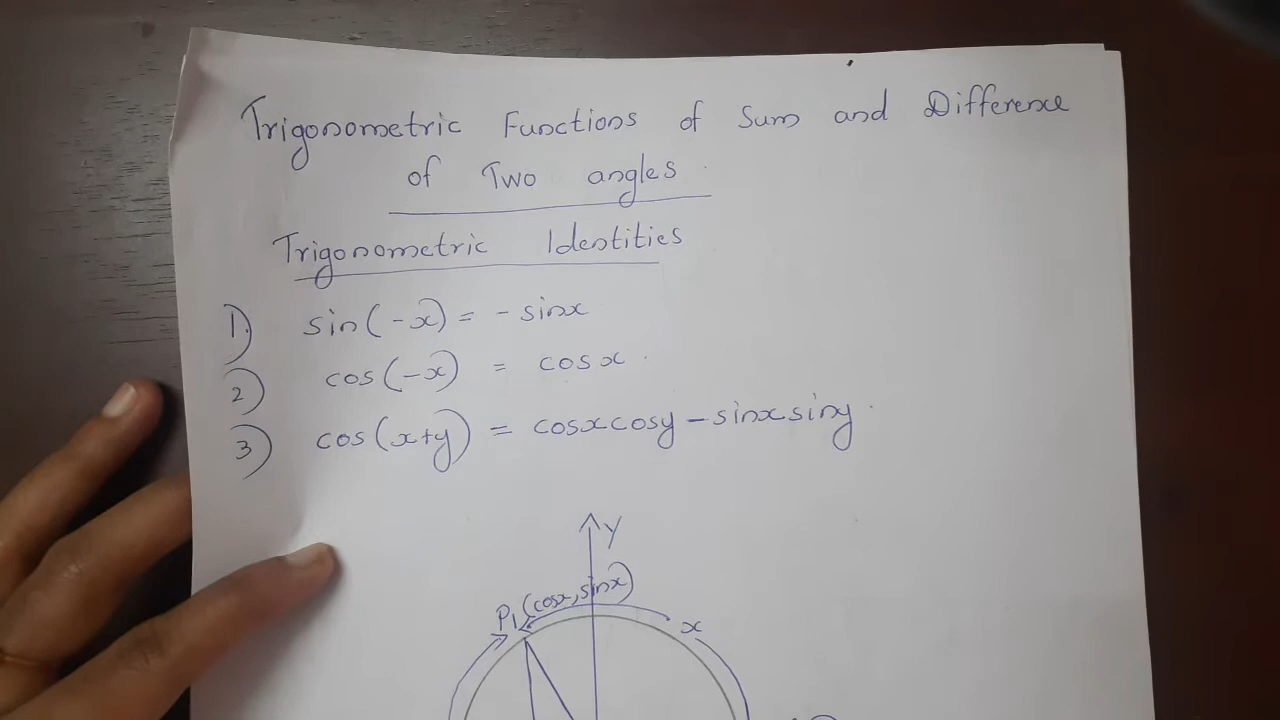 Trigonometric Functions of Sum and Difference
of Two angles.
Trigonometric Identities
1) sin(-x) = - sinx
2) cos(-x) = cosx.
3) cos(x+y) = cosxcosy - sinxsiny.
Y
P1(cosx,sinx)
x